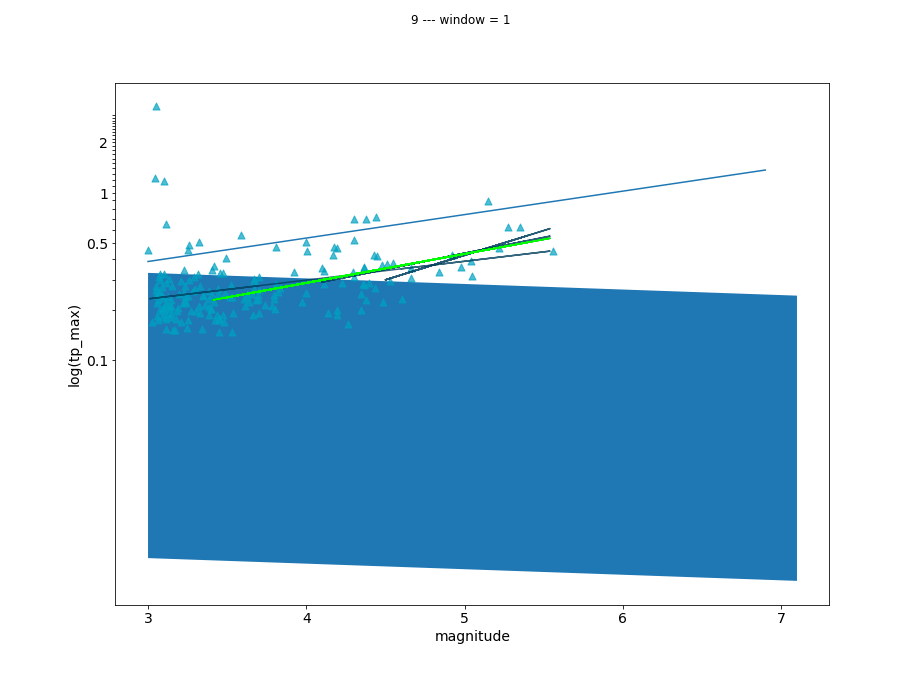 9 --- window = 1
2
1
0.5
0.1
log(tp_max)
3 4 5 6 7
magnitude